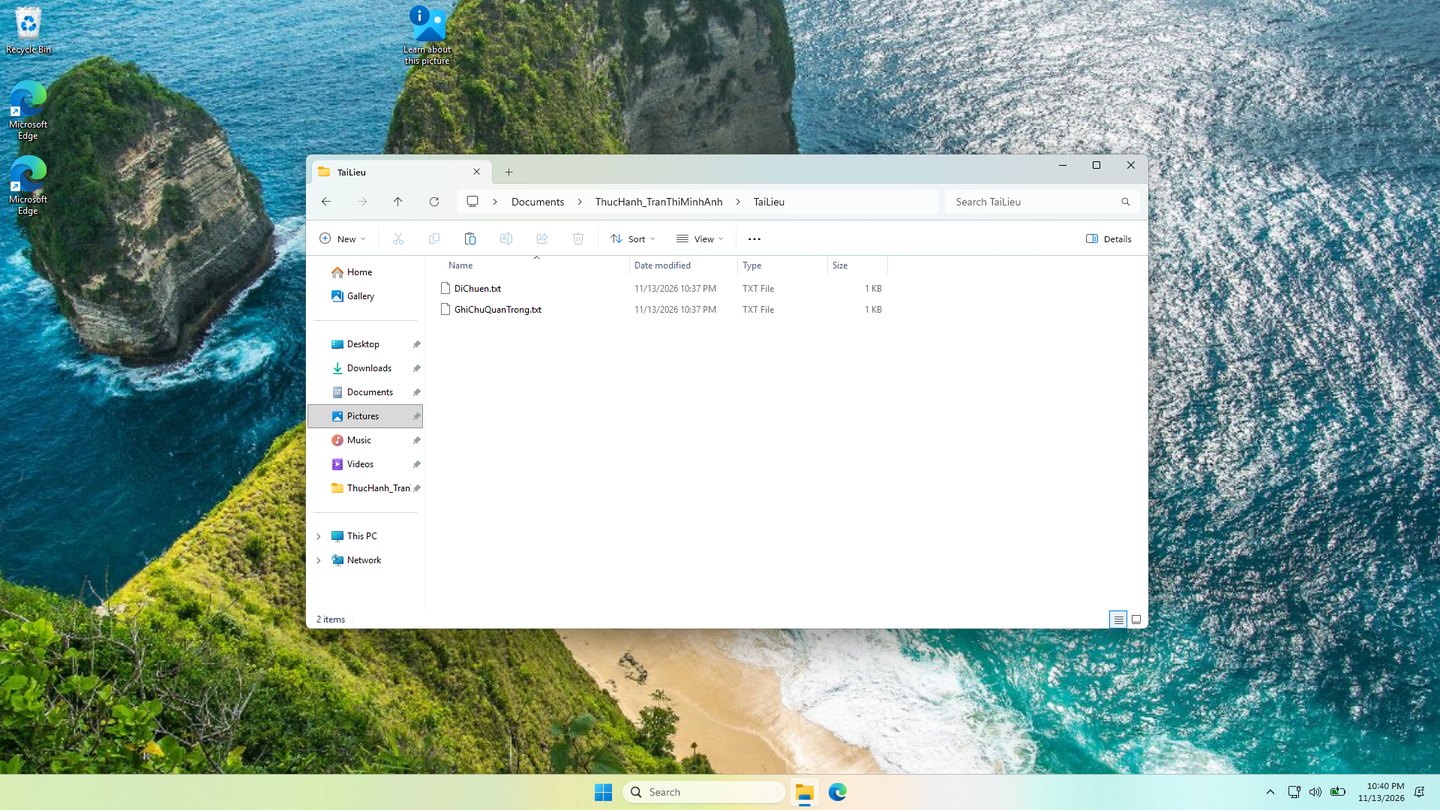 Recycle Bin
Microsoft
Edge
Microsoft
Edge
Learn about
this picture
TaiLieu
Documents > ThucHanh_TranThiMinhAnh > TaiLieu
Search TaiLieu
New
Sort
View
Details
Name Date modified Type Size
DiChuen.txt 11/13/2026 10:37 PM TXT File 1 KB
GhiChuQuanTrong.txt 11/13/2026 10:37 PM TXT File 1 KB
Home
Gallery
Desktop
Downloads
Documents
Pictures
Music
Videos
ThucHanh_Tran
This PC
Network
2 items
Search
10:40 PM
11/13/2026